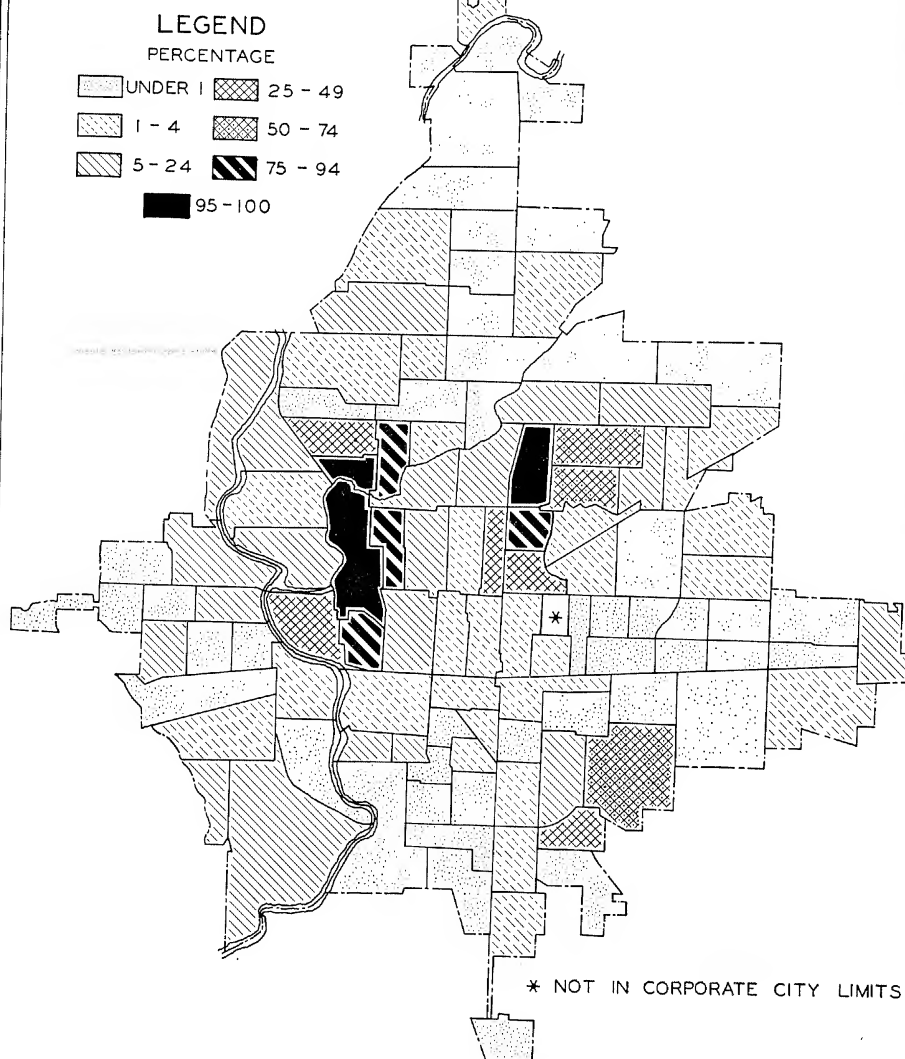 LEGEND
PERCENTAGE
UNDER 1
25 - 49
1 - 4
50 - 74
5 - 24
75 - 94
95 - 100
*
* NOT IN CORPORATE CITY LIMITS